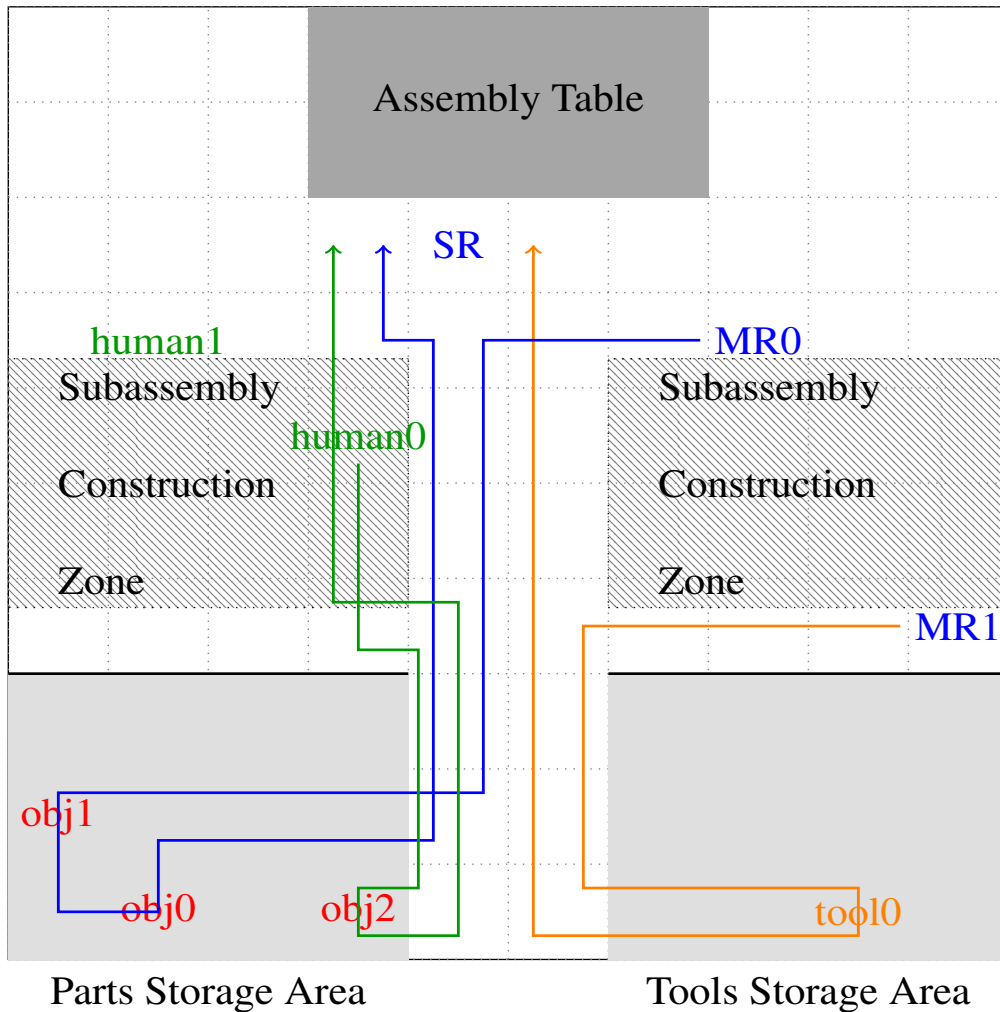 Assembly Table
SR
human1
MR0
Subassembly
Construction
Zone
human0
Subassembly
Construction
Zone
MR1
obj1
obj0
obj2
tool0
Parts Storage Area
Tools Storage Area